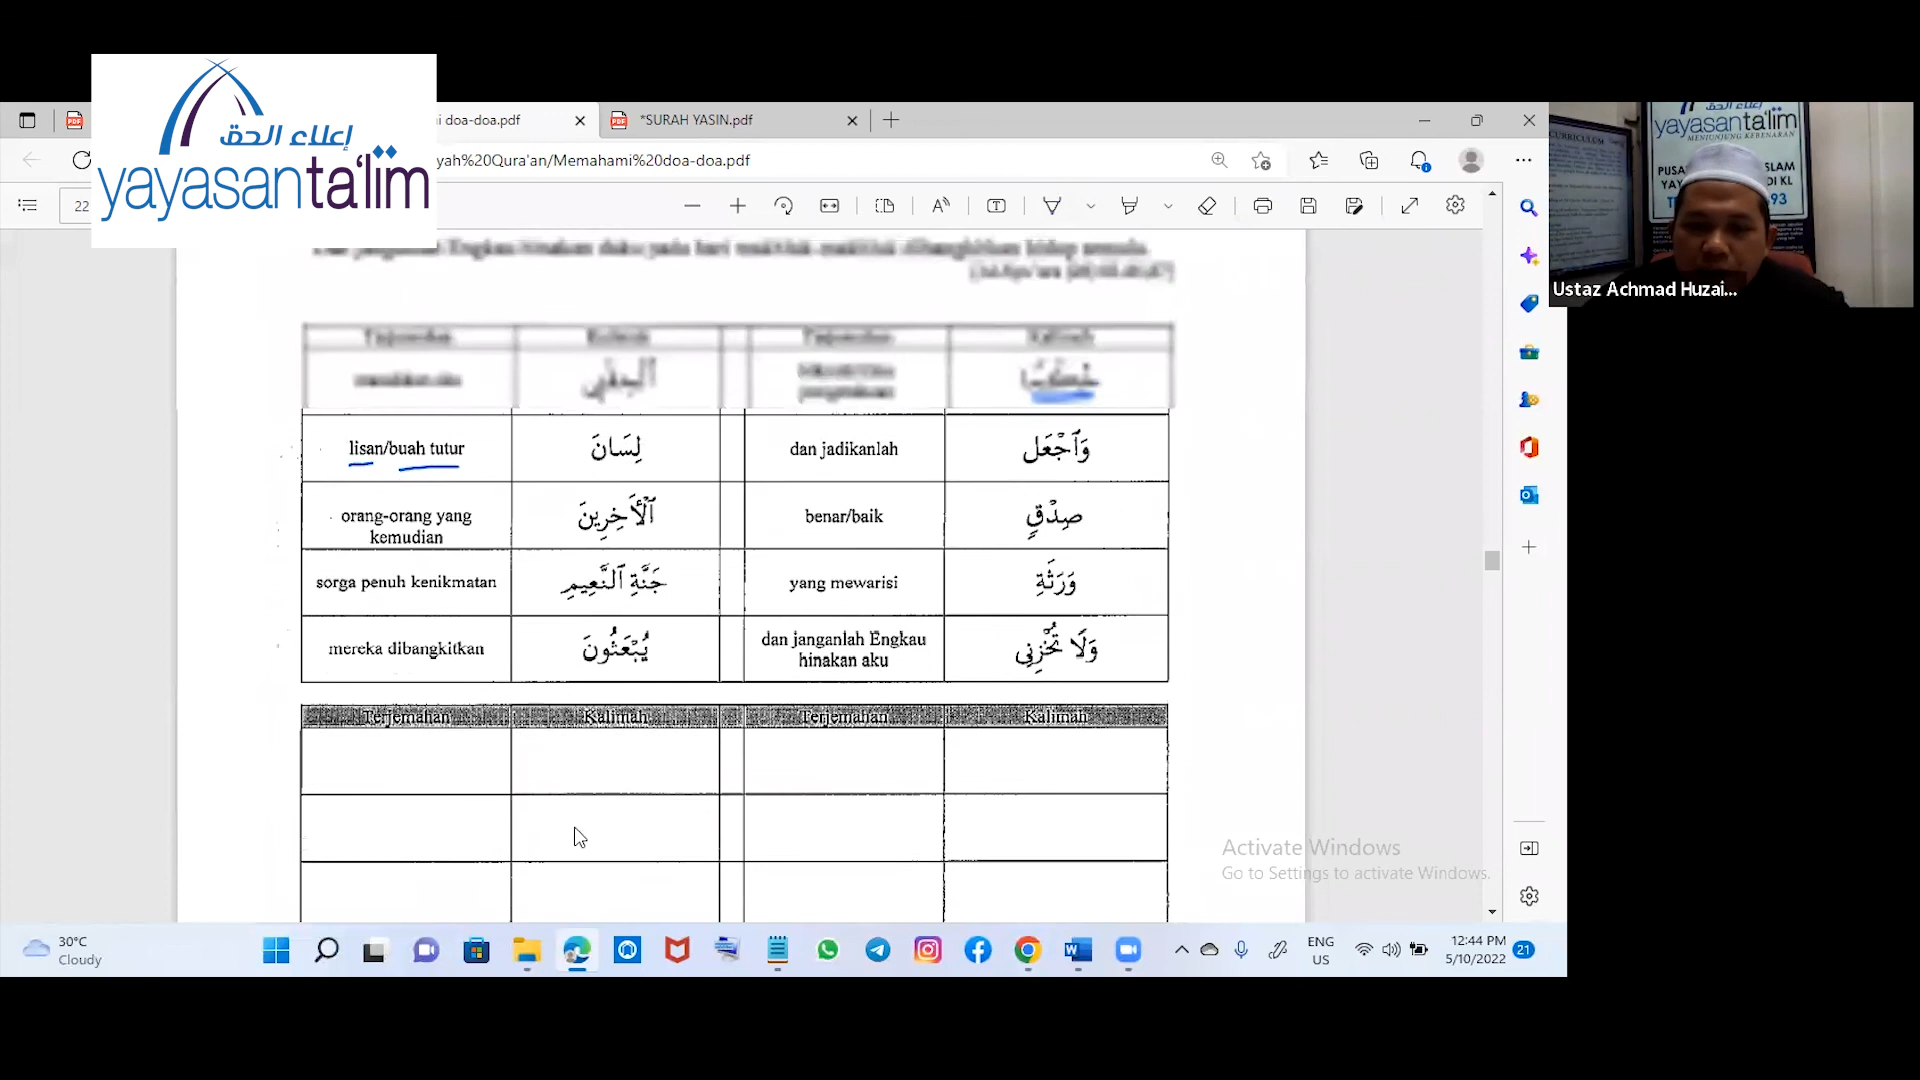 إعلاء الحق
yayasanta'lim
i doa-doa.pdf
*SURAH YASIN.pdf
yah%20Qura'an/Memahami%20doa-doa.pdf
22
yayasanta'lim
MENJUNJUNG KEBENARAN
CURRICULUM
Ustaz Achmad Huzai...
lisan/buah tutur
لِسَانَ
dan jadikanlah
وَٱجْعَل
orang-orang yang
kemudian
ٱلْأَخِرِينَ
benar/baik
صِدْقٍ
sorga penuh kenikmatan
جَنَّةِ ٱلنَّعِيمِ
yang mewarisi
وَرَثَةِ
mereka dibangkitkan
يُبْعَثُونَ
dan janganlah Engkau
hinakan aku
وَلَا تُخْزِنِى
Terjemahan Kalimah Terjemahan Kalimah
Activate Windows
Go to Settings to activate Windows.
30°C
Cloudy
ENG
US
12:44 PM
5/10/2022
21